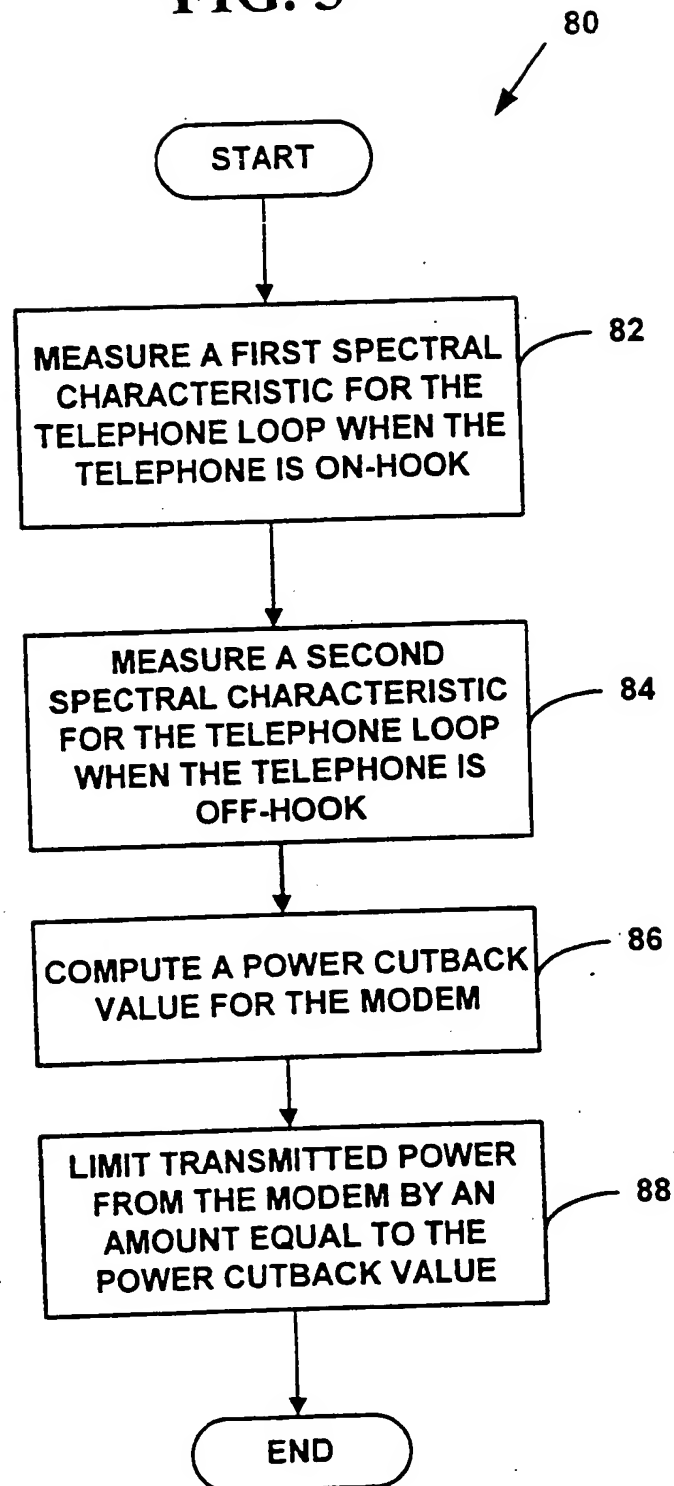 80
START
MEASURE A FIRST SPECTRAL
CHARACTERISTIC FOR THE
TELEPHONE LOOP WHEN THE
TELEPHONE IS ON-HOOK
82
MEASURE A SECOND
SPECTRAL CHARACTERISTIC
FOR THE TELEPHONE LOOP
WHEN THE TELEPHONE IS
OFF-HOOK
84
COMPUTE A POWER CUTBACK
VALUE FOR THE MODEM
86
LIMIT TRANSMITTED POWER
FROM THE MODEM BY AN
AMOUNT EQUAL TO THE
POWER CUTBACK VALUE
88
END